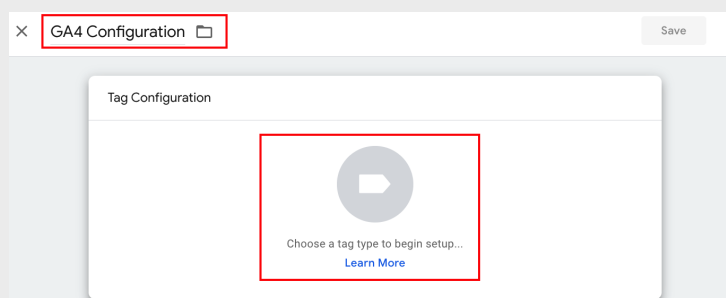 GA4 Configuration
Save
Tag Configuration
Choose a tag type to begin setup...
Learn More